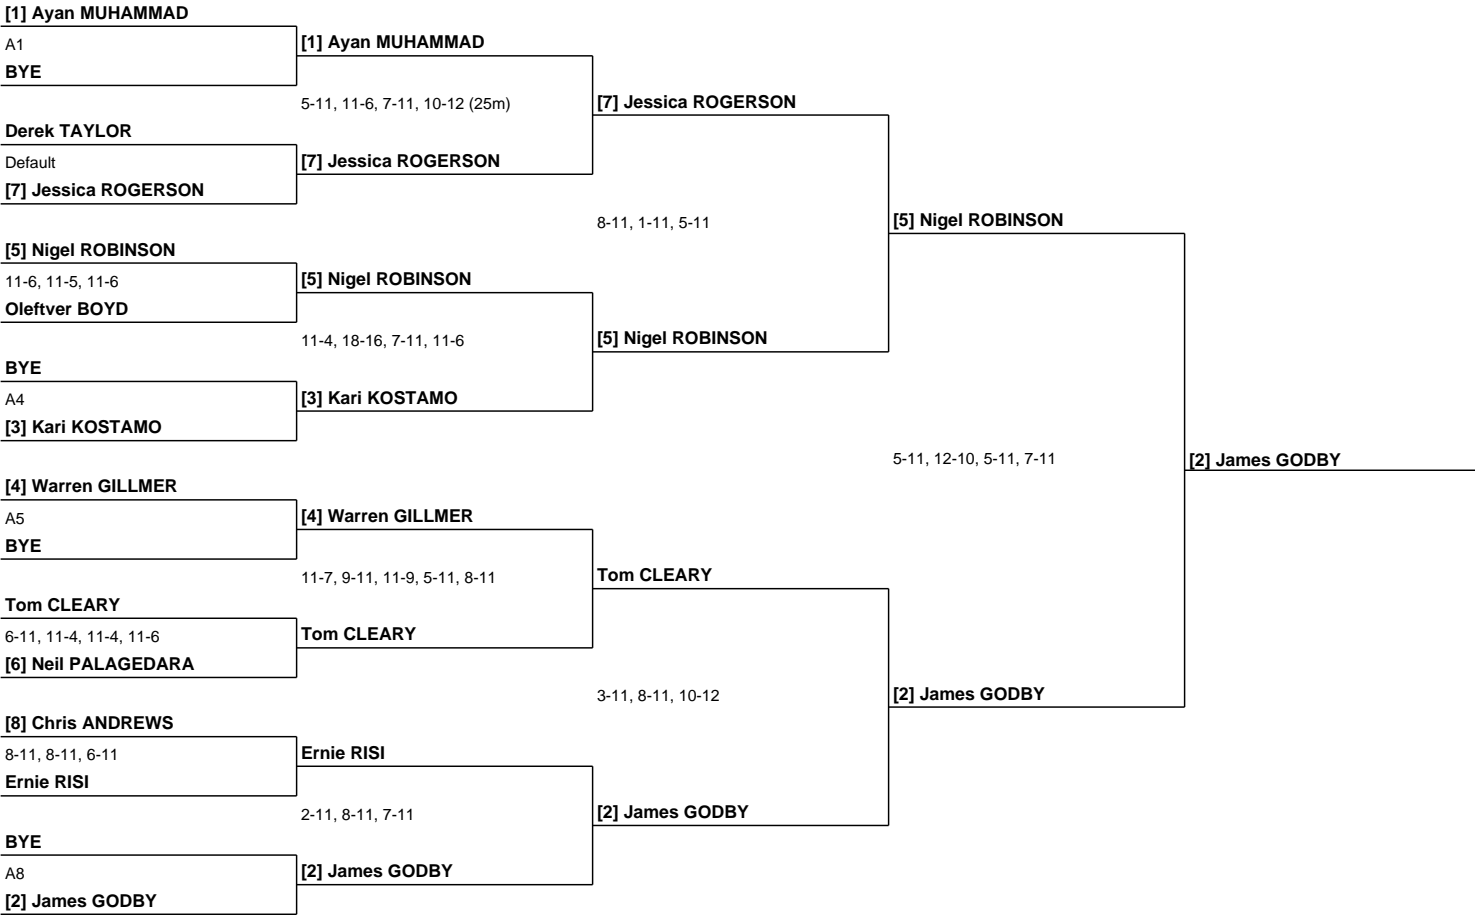 [1] Ayan MUHAMMAD
A1
BYE
[1] Ayan MUHAMMAD
5-11, 11-6, 7-11, 10-12 (25m)
Derek TAYLOR
Default
[7] Jessica ROGERSON
[7] Jessica ROGERSON
[7] Jessica ROGERSON
8-11, 1-11, 5-11
[5] Nigel ROBINSON
11-6, 11-5, 11-6
Oleftver BOYD
[5] Nigel ROBINSON
11-4, 18-16, 7-11, 11-6
BYE
A4
[3] Kari KOSTAMO
[3] Kari KOSTAMO
[5] Nigel ROBINSON
[5] Nigel ROBINSON
5-11, 12-10, 5-11, 7-11
[2] James GODBY
[4] Warren GILLMER
A5
BYE
[4] Warren GILLMER
11-7, 9-11, 11-9, 5-11, 8-11
Tom CLEARY
6-11, 11-4, 11-4, 11-6
[6] Neil PALAGEDARA
Tom CLEARY
Tom CLEARY
3-11, 8-11, 10-12
[2] James GODBY
[8] Chris ANDREWS
8-11, 8-11, 6-11
Ernie RISI
Ernie RISI
2-11, 8-11, 7-11
[2] James GODBY
BYE
A8
[2] James GODBY
[2] James GODBY